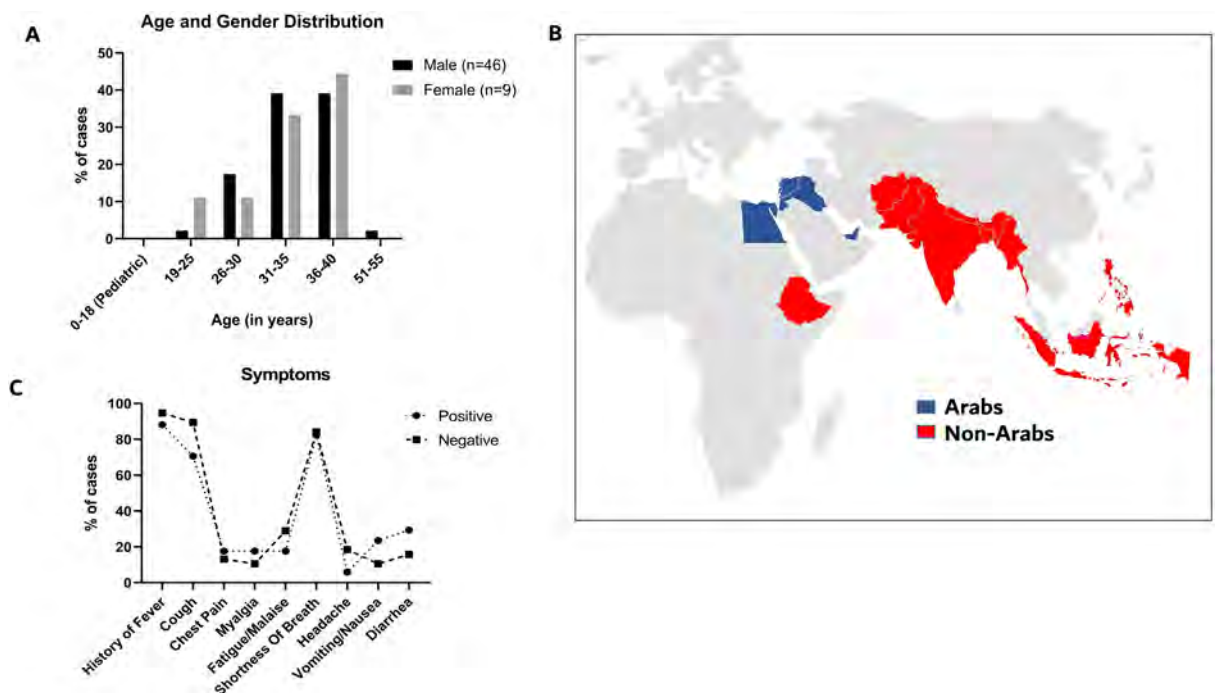 A
Age and Gender Distribution
50
40
30
20
10
0
% of cases
Male (n=46)
Female (n=9)
0-18 (Pediatric)
19-25
26-30
31-35
36-40
51-55
Age (in years)
B
Arabs
Non-Arabs
C
Symptoms
100
80
60
40
20
0
% of cases
Positive
Negative
History of Fever
Cough
Chest Pain
Myalgia
Fatigue/Malaise
Shortness Of Breath
Headache
Vomiting/Nausea
Diarrhea